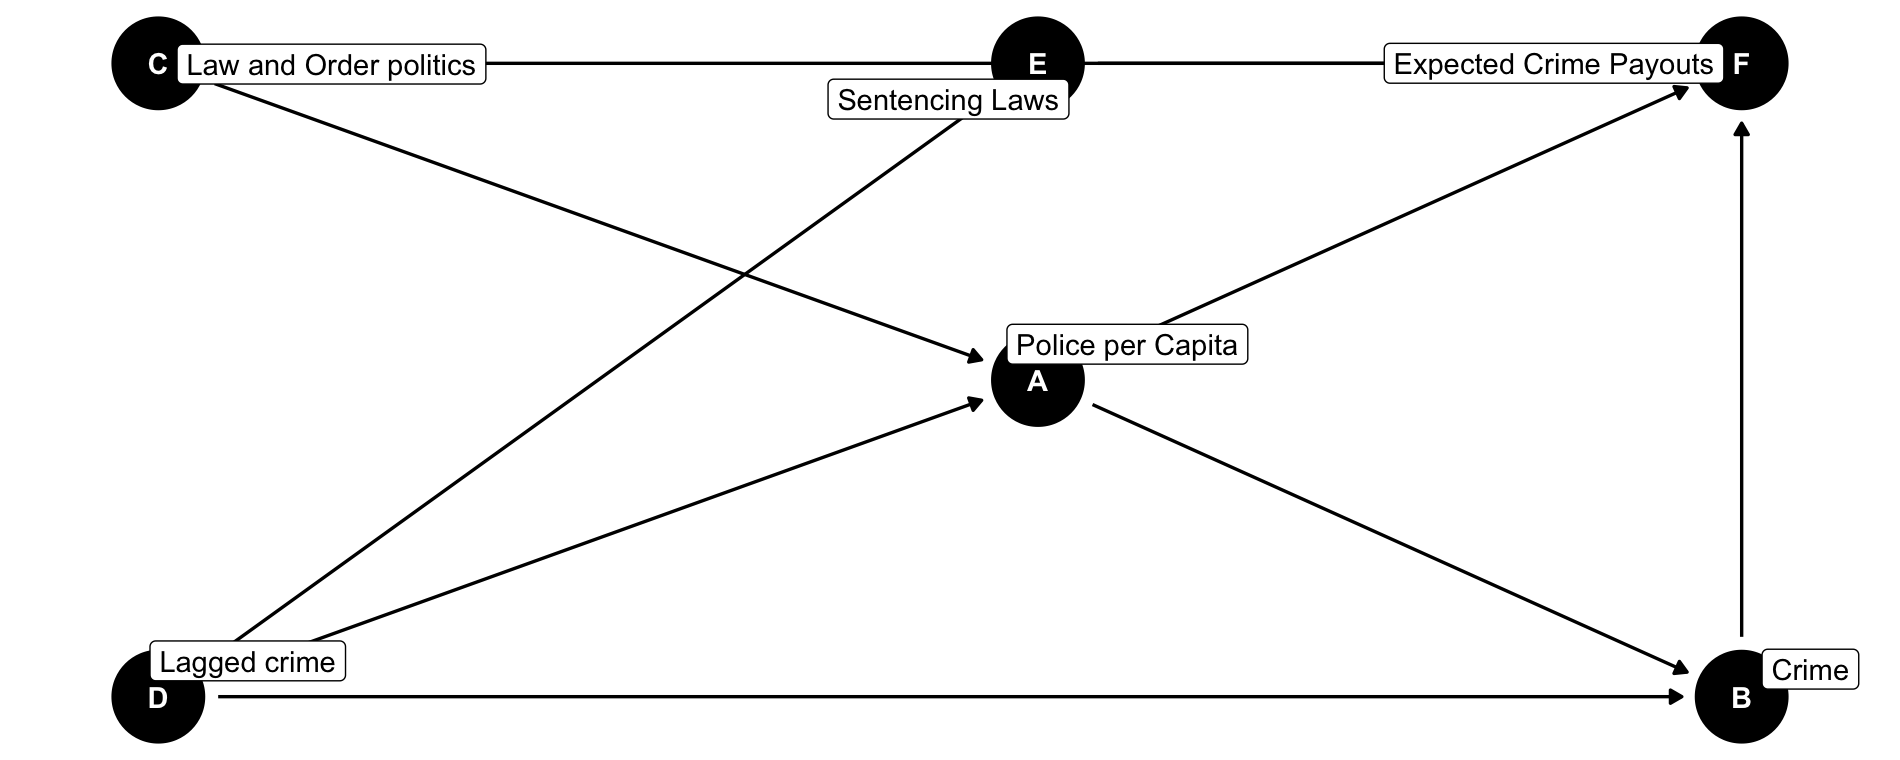 C
Law and Order politics
E
Sentencing Laws
Expected Crime Payouts
F
Police per Capita
A
Lagged crime
D
Crime
B